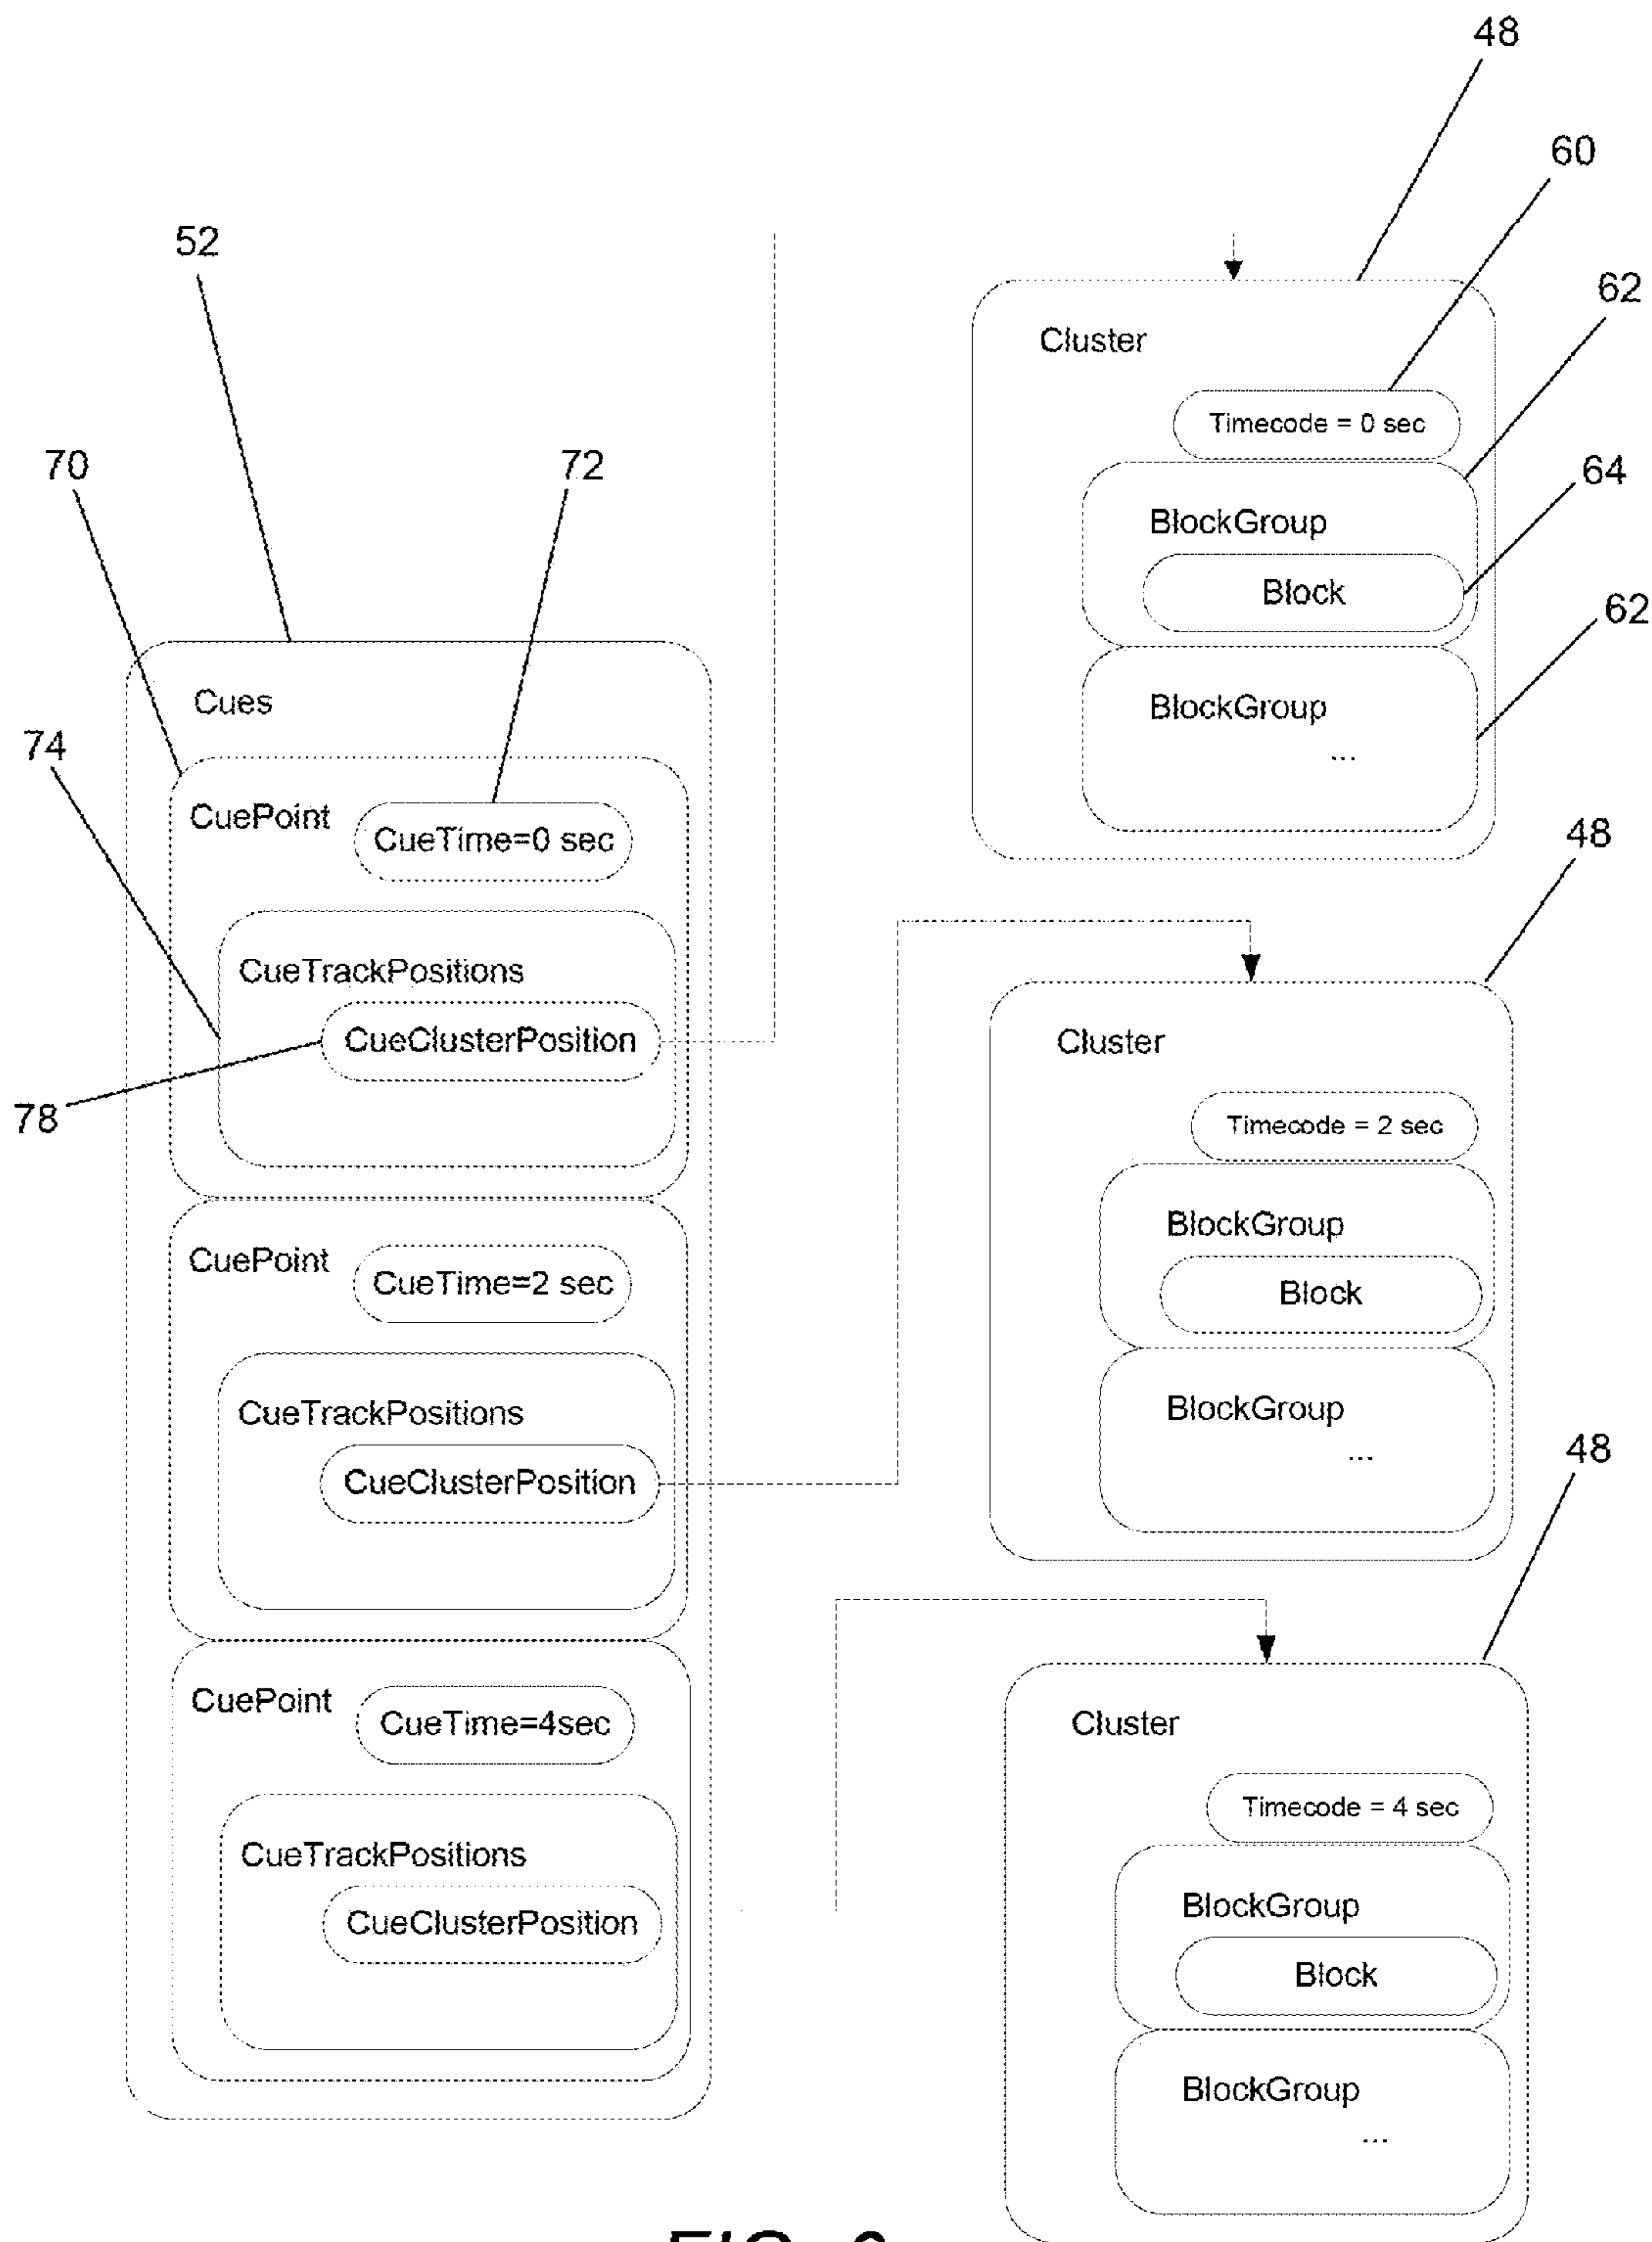 48
60
52
62
Cluster
Timecode = 0 sec
70
72
64
BlockGroup
Block
62
Cues
BlockGroup
...
74
CuePoint
CueTime=0 sec
48
CueTrackPositions
CueClusterPosition
Cluster
78
Timecode = 2 sec
BlockGroup
CuePoint
CueTime=2 sec
Block
CueTrackPositions
BlockGroup
...
48
CueClusterPosition
CuePoint
CueTime=4sec
Cluster
Timecode = 4 sec
CueTrackPositions
BlockGroup
CueClusterPosition
Block
BlockGroup
...